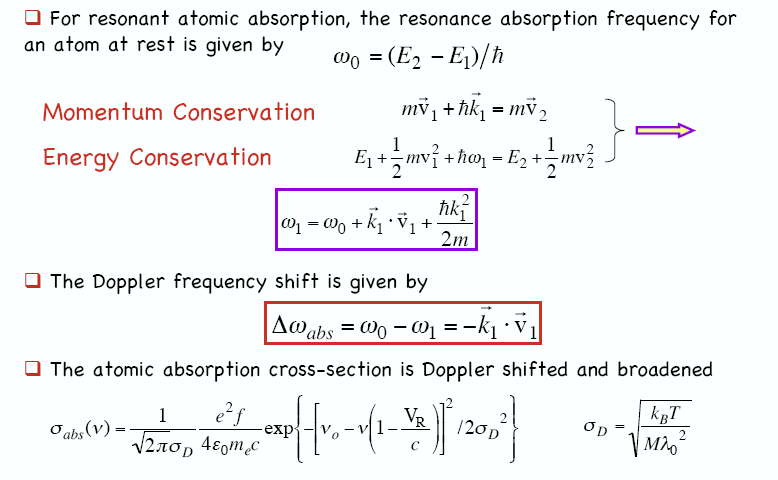 ❑ For resonant atomic absorption, the resonance absorption frequency for
an atom at rest is given by $\omega_0 = (E_2 - E_1)/\hbar$
Momentum Conservation $m\vec{v}_1 + \hbar\vec{k}_1 = m\vec{v}_2$
Energy Conservation $E_1 + \frac{1}{2}mv_1^2 + \hbar\omega_1 = E_2 + \frac{1}{2}mv_2^2$
$\omega_1 = \omega_0 + \vec{k}_1 \cdot \vec{v}_1 + \frac{\hbar k_1^2}{2m}$
❑ The Doppler frequency shift is given by
$\Delta\omega_{abs} = \omega_0 - \omega_1 = -\vec{k}_1 \cdot \vec{v}_1$
❑ The atomic absorption cross-section is Doppler shifted and broadened
$\sigma_{abs}(\nu) = \frac{1}{\sqrt{2\pi}\sigma_D} \frac{e^2 f}{4\varepsilon_0 m_e c} \exp\left\{-\left[\nu_o - \nu\left(1 - \frac{V_R}{c}\right)\right]^2 / 2\sigma_D^2\right\}$ $\sigma_D = \sqrt{\frac{k_B T}{M\lambda_0^2}}$